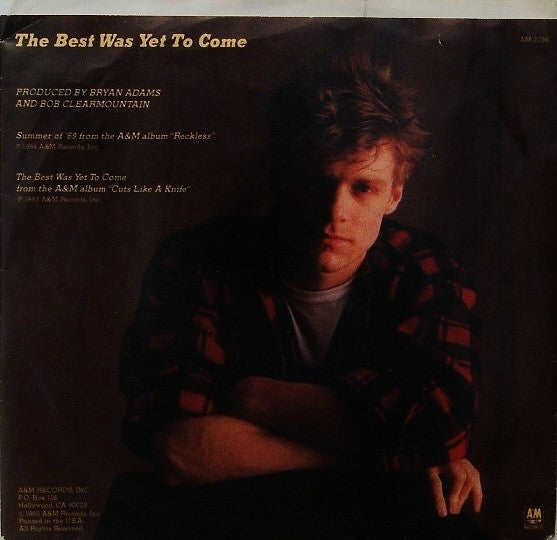 The Best Was Yet To Come
AM-2739
PRODUCED BY BRYAN ADAMS
AND BOB CLEARMOUNTAIN
Summer of '69 from the A&M album "Reckless"
℗ 1984 A&M Records, Inc.
The Best Was Yet To Come
from the A&M album "Cuts Like A Knife"
℗ 1983 A&M Records, Inc.
A&M RECORDS, INC.
P.O. Box 118
Hollywood, CA 90078
© 1985 A&M Records, Inc.
Printed in the U.S.A.
All Rights Reserved.
A&M
RECORDS